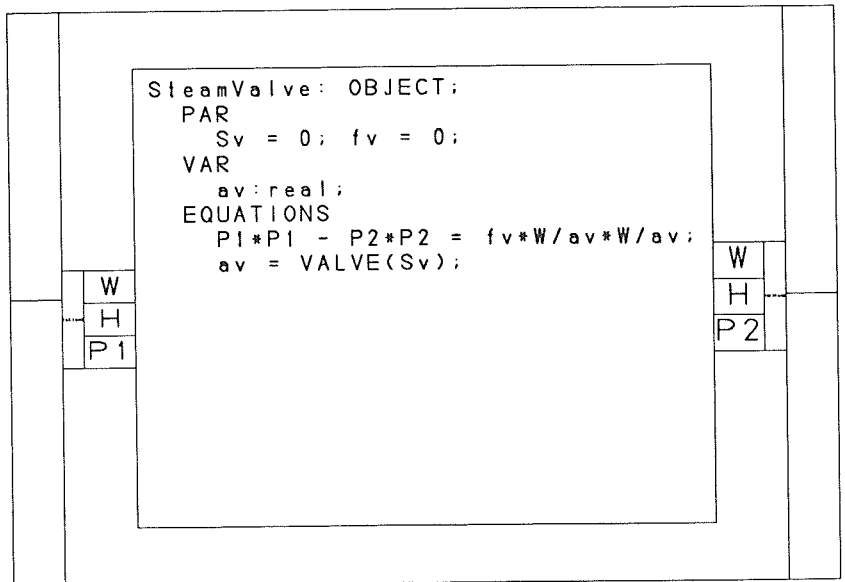 SteamValve: OBJECT;
PAR
Sv = 0; fv = 0;
VAR
av:real;
EQUATIONS
P1*P1 - P2*P2 = fv*W/av*W/av;
av = VALVE(Sv);
W
H
P1
W
H
P2